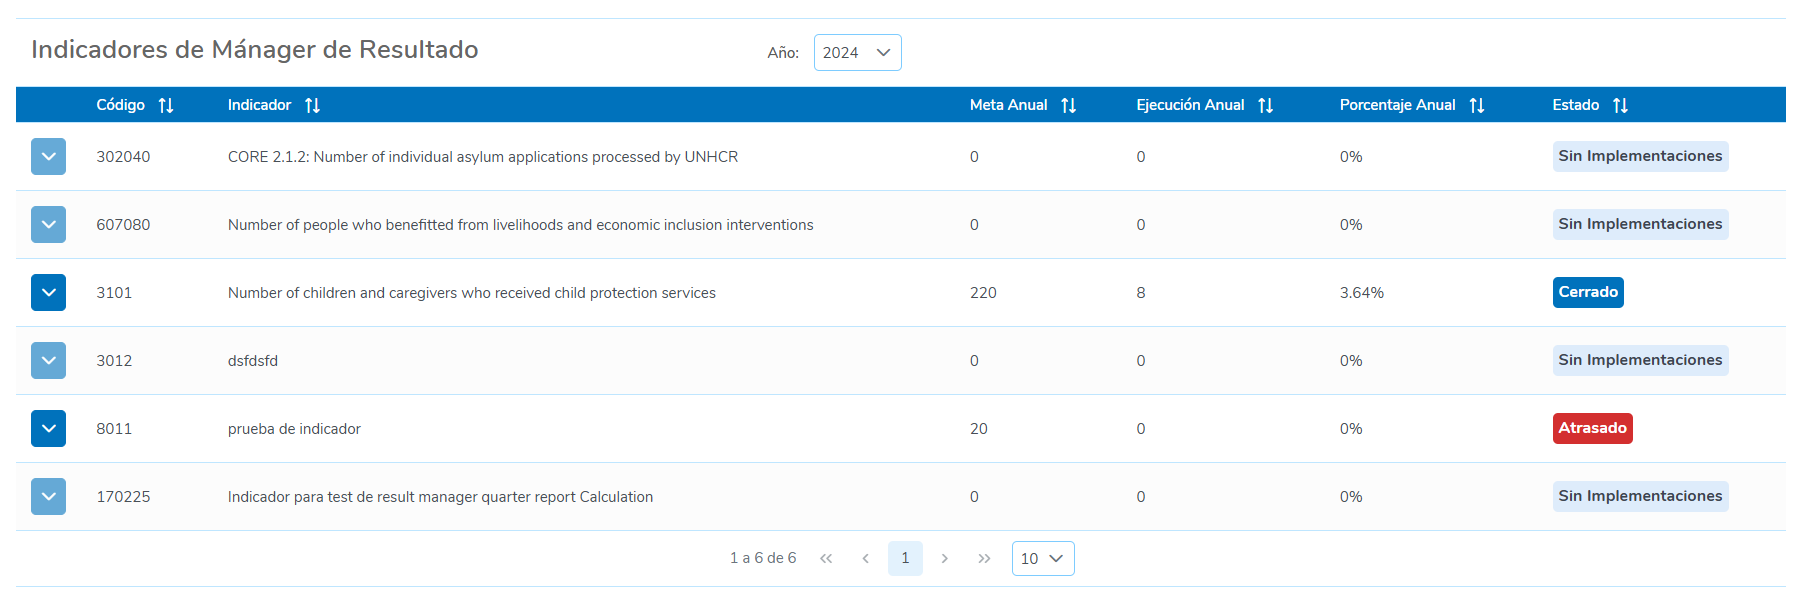 Indicadores de Mánager de Resultado Año: 2024
Código Indicador Meta Anual Ejecución Anual Porcentaje Anual Estado
302040 CORE 2.1.2: Number of individual asylum applications processed by UNHCR 0 0 0% Sin Implementaciones
607080 Number of people who benefitted from livelihoods and economic inclusion interventions 0 0 0% Sin Implementaciones
3101 Number of children and caregivers who received child protection services 220 8 3.64% Cerrado
3012 dsfdsfd 0 0 0% Sin Implementaciones
8011 prueba de indicador 20 0 0% Atrasado
170225 Indicador para test de result manager quarter report Calculation 0 0 0% Sin Implementaciones
1 a 6 de 6 « ‹ 1 › » 10